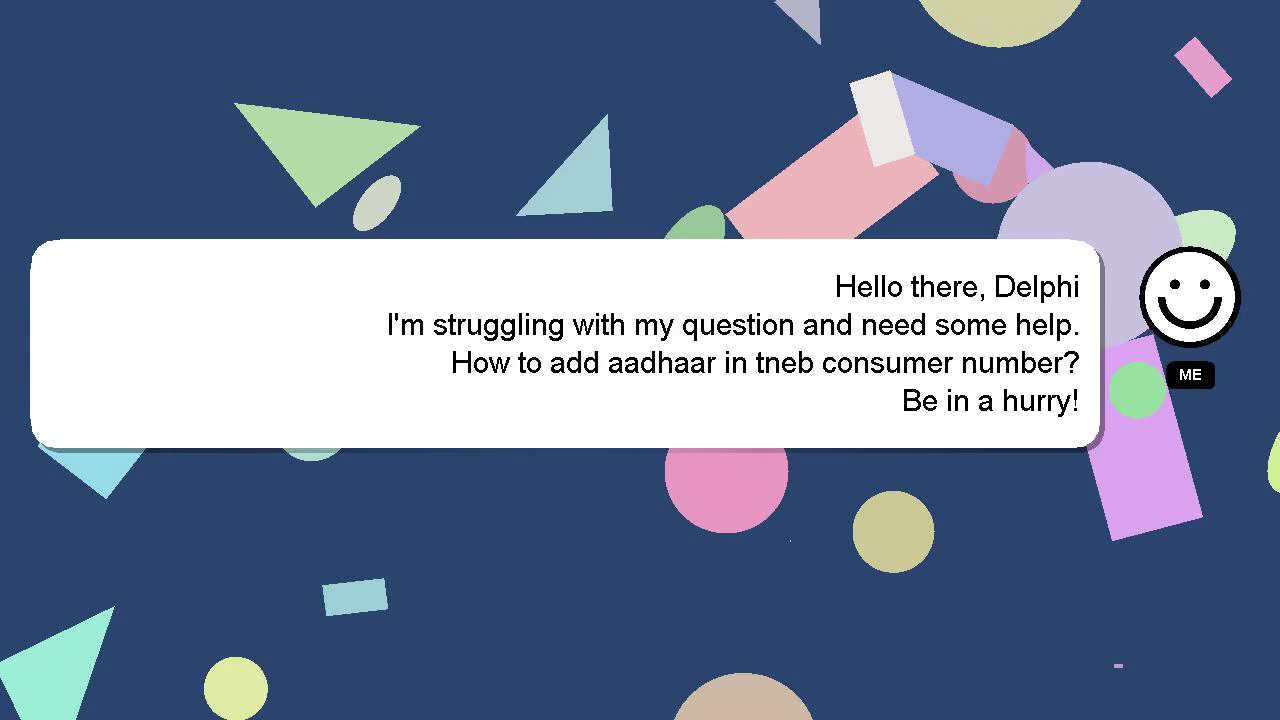 Hello there, Delphi
I'm struggling with my question and need some help.
How to add aadhaar in tneb consumer number?
Be in a hurry!
ME